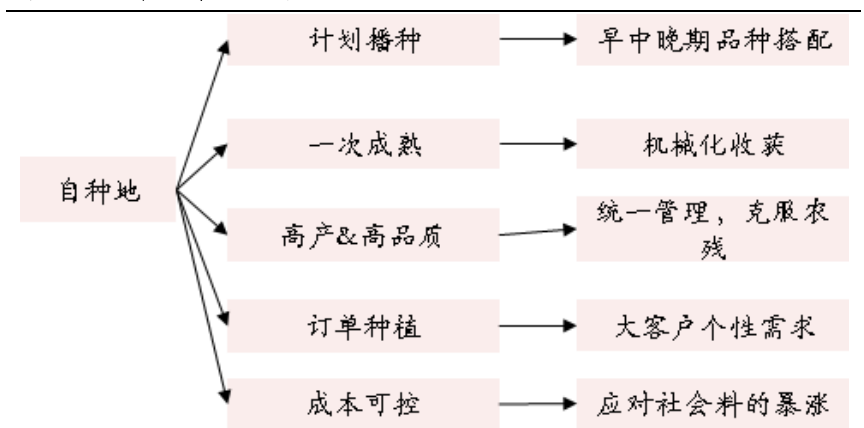 计划播种
早中晚期品种搭配
一次成熟
机械化收获
自种地
高产&高品质
统一管理，克服农
残
订单种植
大客户个性需求
成本可控
应对社会料的暴涨